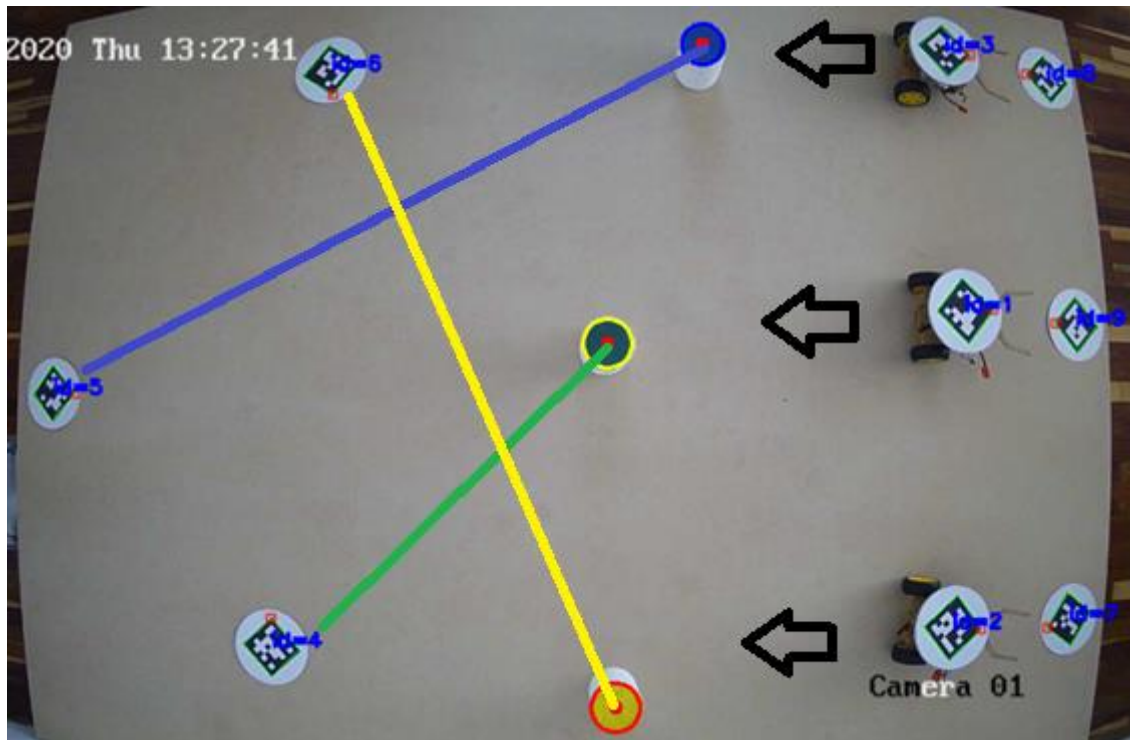 2020 Thu 13:27:41
id=6
id=3
id=8
id=1
id=9
id=5
id=4
id=2
id=7
Camera 01